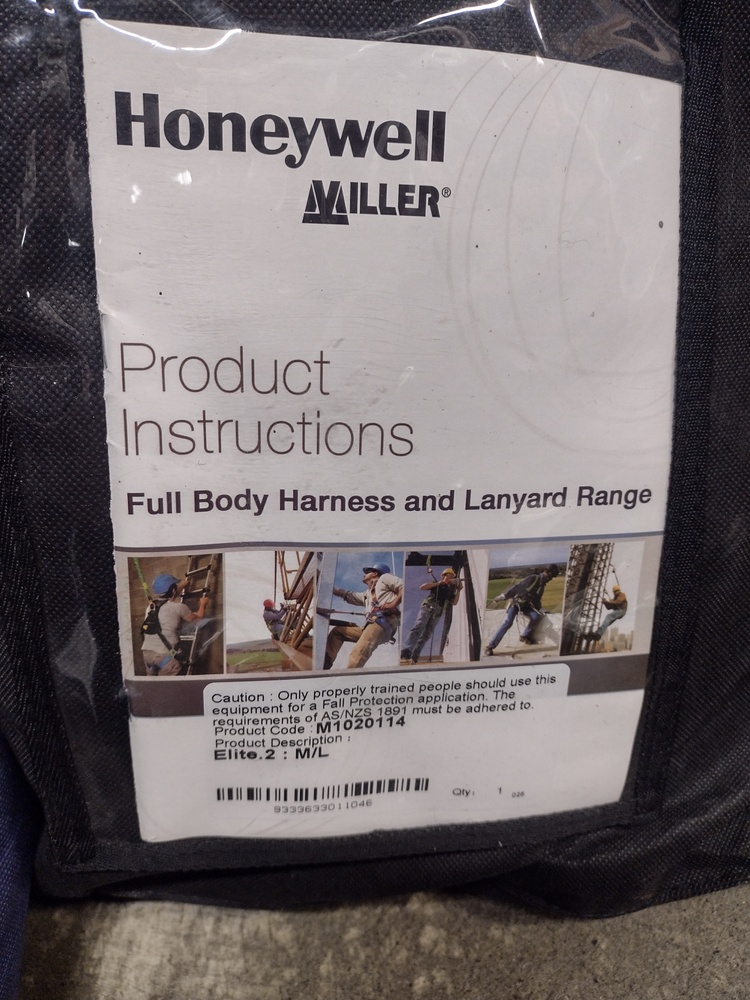 Honeywell
MILLER®
Product
Instructions
Full Body Harness and Lanyard Range
Caution : Only properly trained people should use this
equipment for a Fall Protection application. The
requirements of AS/NZS 1891 must be adhered to.
Product Code : M1020114
Product Description :
Elite.2 : M/L
9333633011046
Qty: 1